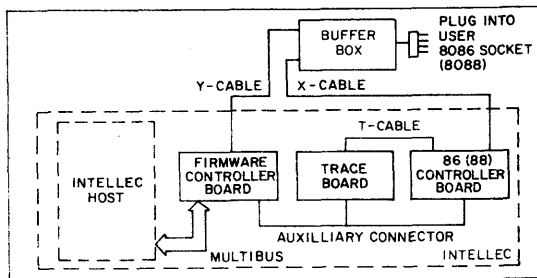 PLUG INTO
USER
8086 SOCKET
(8088)
BUFFER
BOX
Y-CABLE
X-CABLE
T-CABLE
INTELLEC
HOST
FIRMWARE
CONTROLLER
BOARD
TRACE
BOARD
86 (88)
CONTROLLER
BOARD
AUXILLIARY CONNECTOR
MULTIBUS
INTELLEC